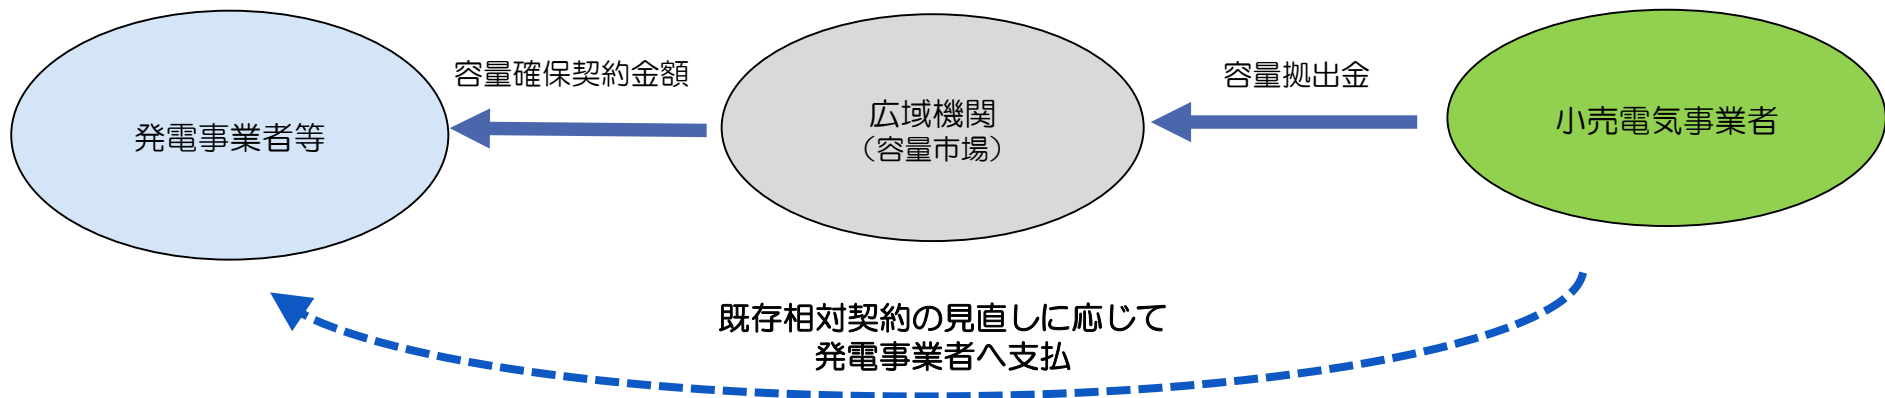 発電事業者等
容量確保契約金額
広域機関
（容量市場）
容量拠出金
小売電気事業者
既存相対契約の見直しに応じて
発電事業者へ支払